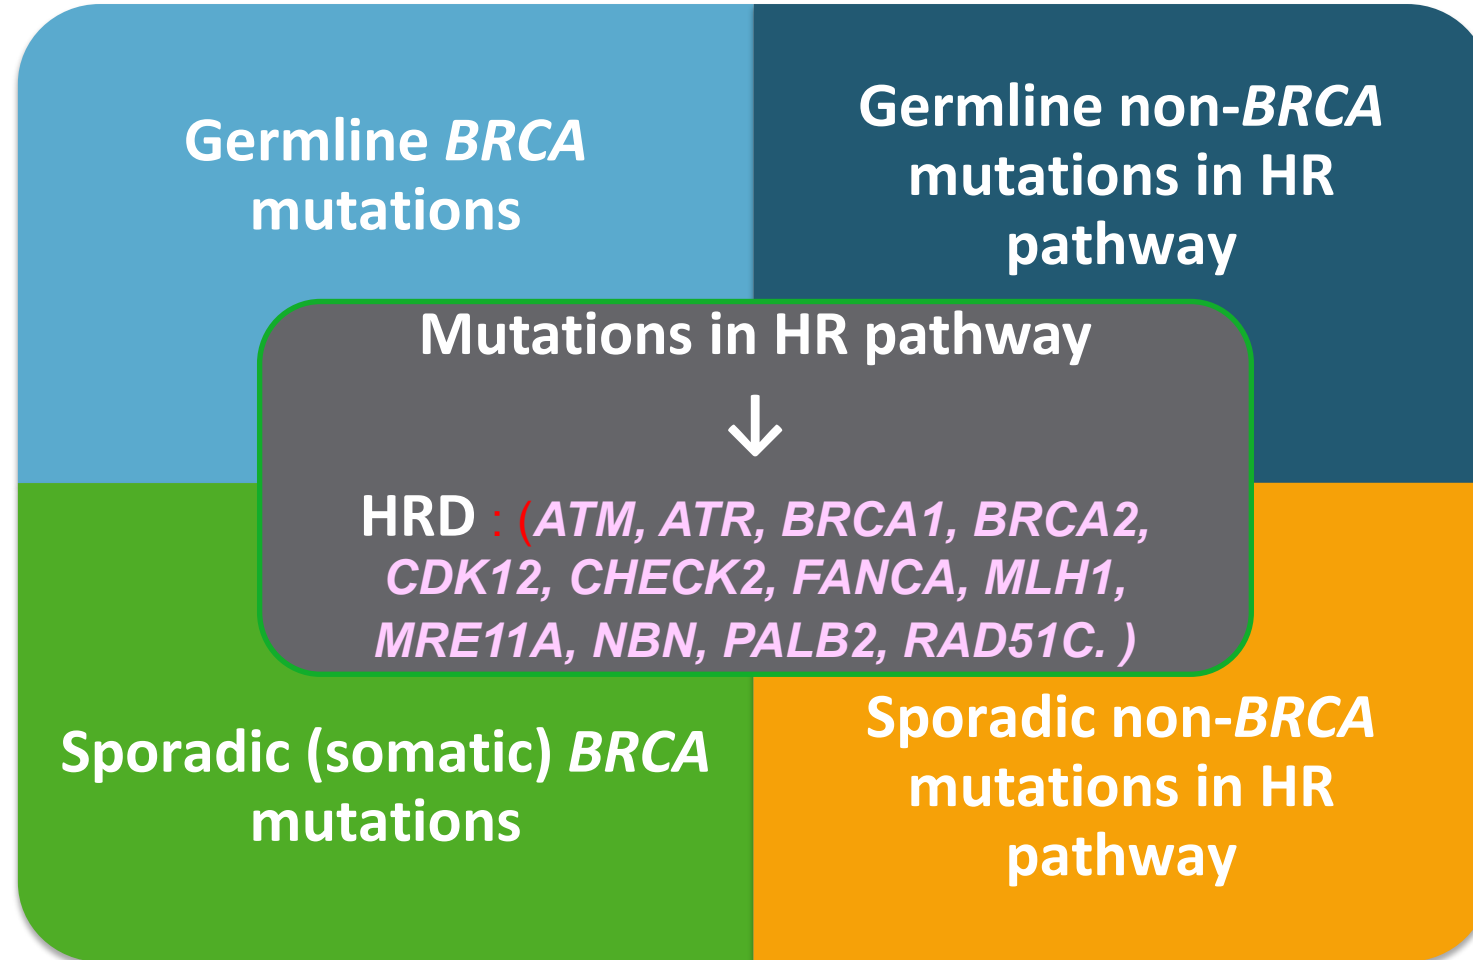 Germline BRCA
mutations
Germline non-BRCA
mutations in HR
pathway
Mutations in HR pathway
↓
HRD : (ATM, ATR, BRCA1, BRCA2,
CDK12, CHECK2, FANCA, MLH1,
MRE11A, NBN, PALB2, RAD51C. )
Sporadic (somatic) BRCA
mutations
Sporadic non-BRCA
mutations in HR
pathway